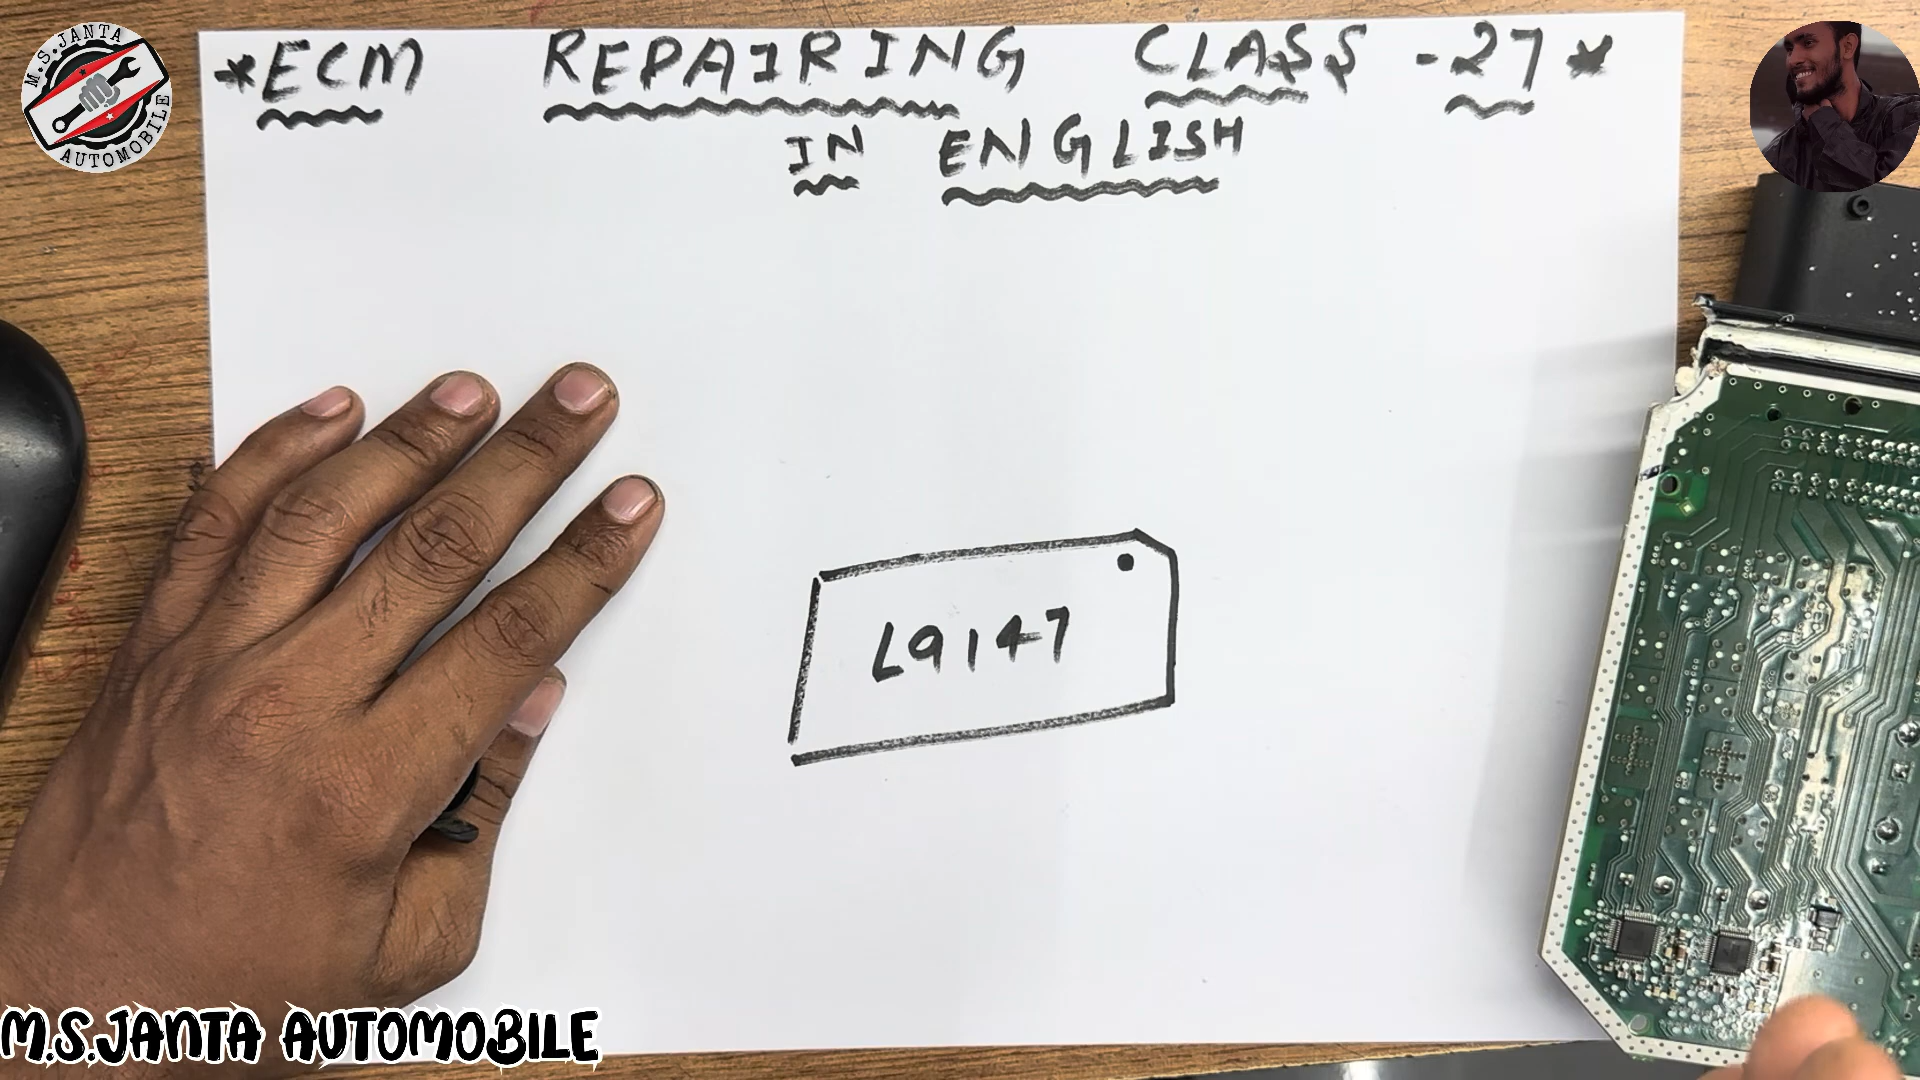 M.S.JANTA
AUTOMOBILE
*ECM REPAIRING CLASS -27*
IN ENGLISH
L9147
M.S.JANTA AUTOMOBILE